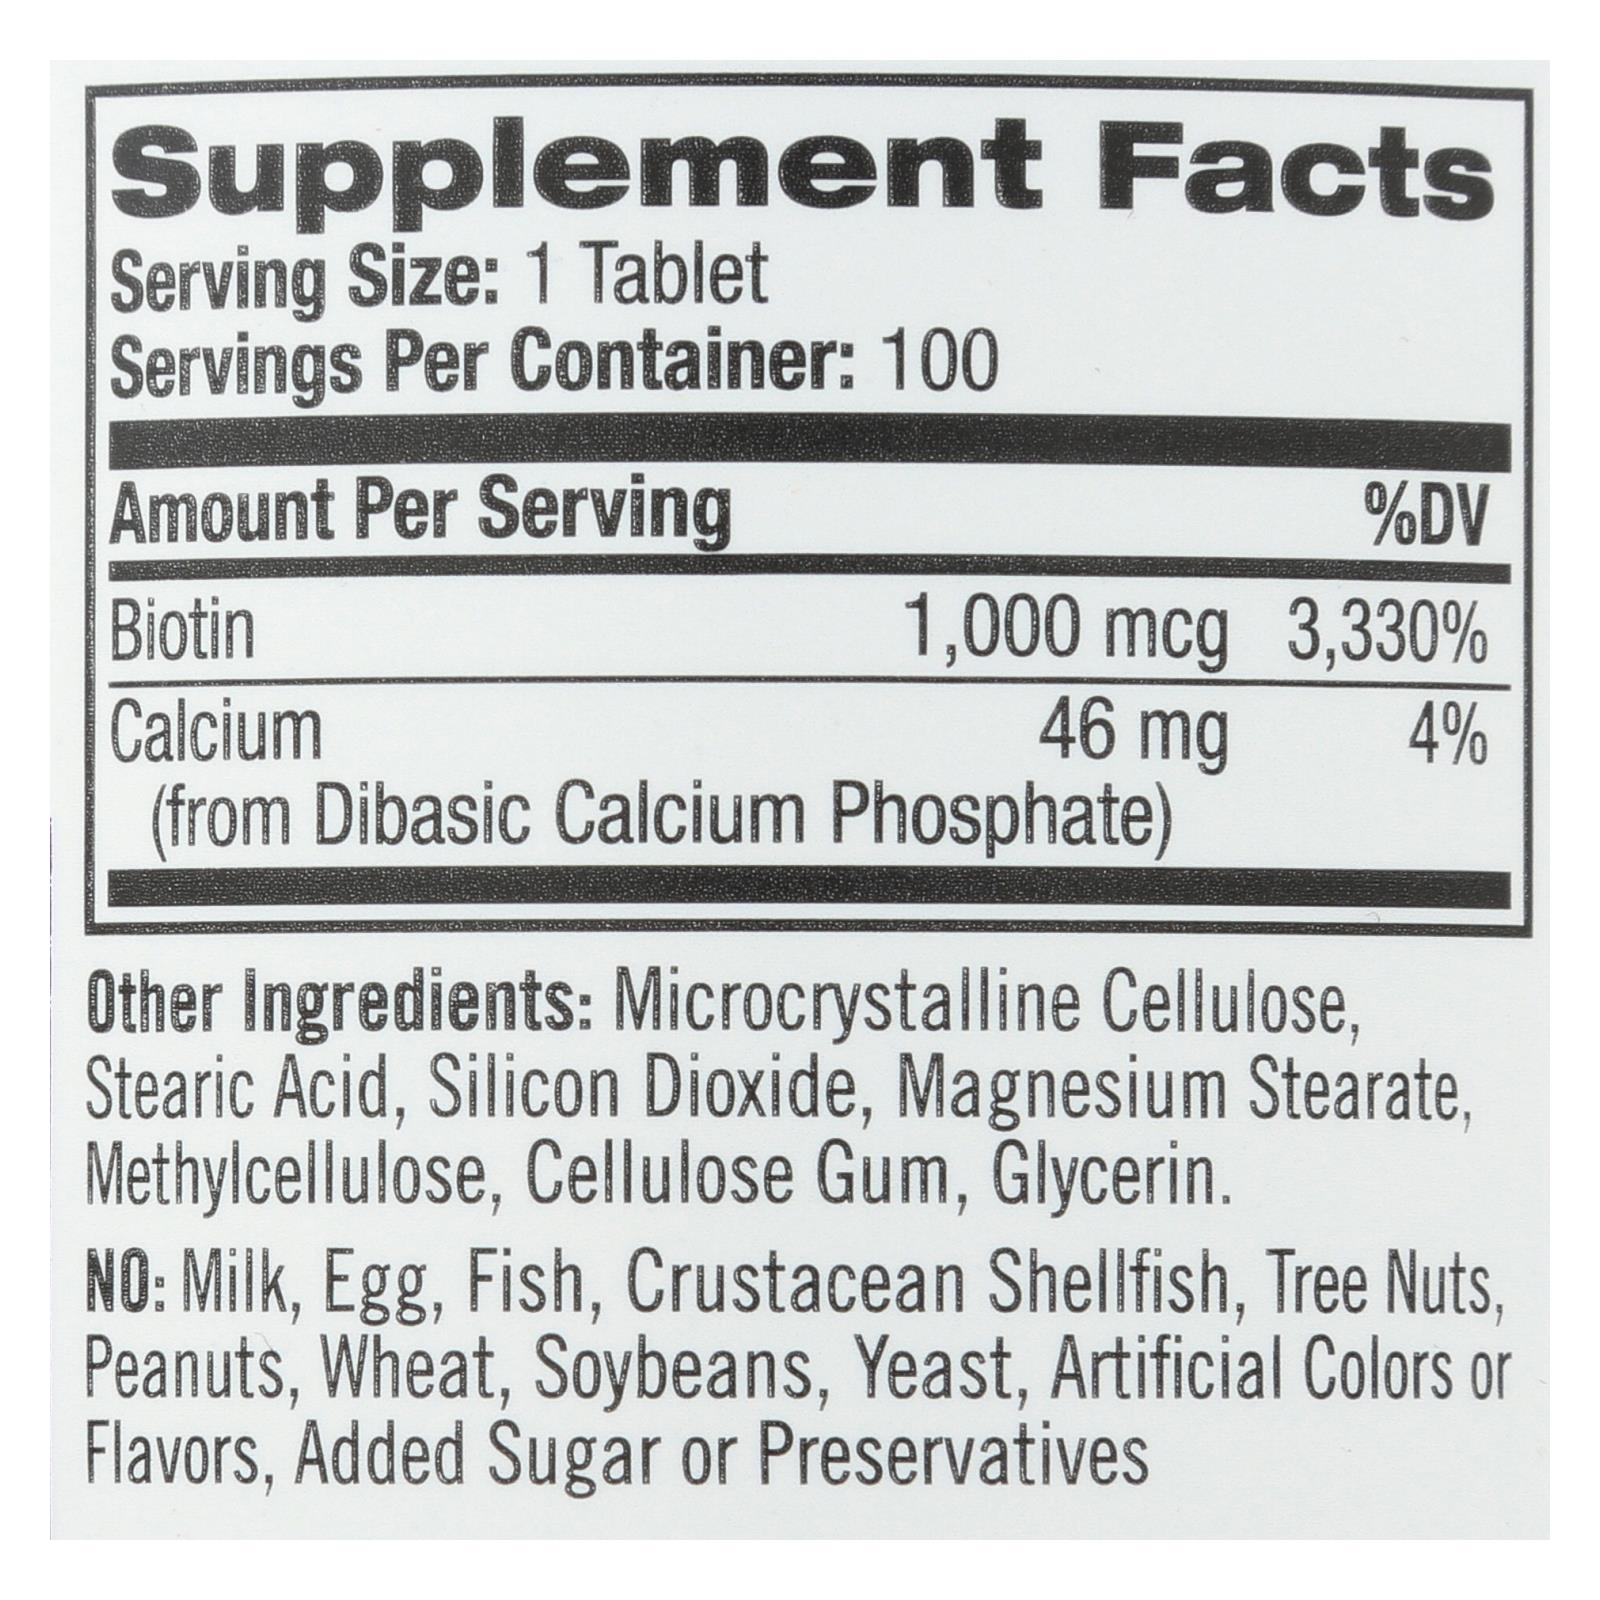 Supplement Facts
Serving Size: 1 Tablet
Servings Per Container: 100
Amount Per Serving %DV
Biotin 1,000 mcg 3,330%
Calcium 46 mg 4%
(from Dibasic Calcium Phosphate)
Other Ingredients: Microcrystalline Cellulose,
Stearic Acid, Silicon Dioxide, Magnesium Stearate,
Methylcellulose, Cellulose Gum, Glycerin.
NO: Milk, Egg, Fish, Crustacean Shellfish, Tree Nuts,
Peanuts, Wheat, Soybeans, Yeast, Artificial Colors or
Flavors, Added Sugar or Preservatives